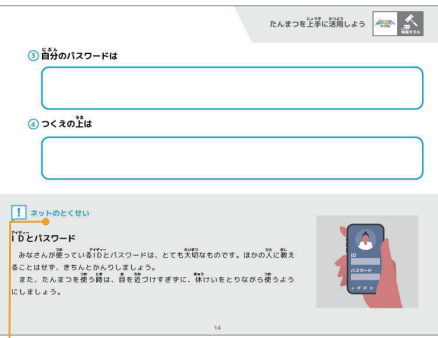 たんまつを上手に活用しよう
情報モラル
③自分のパスワードは
④つくえの上は
ネットのとくせい
IDとパスワード
みなさんが使っているIDとパスワードは、とても大切なものです。ほかの人に教え
ることはせず、きちんとかんりしましょう。
また、たんまつを使う時は、目を近づけすぎずに、休けいをとりながら使うよう
にしましょう。
ID
パスワード
14